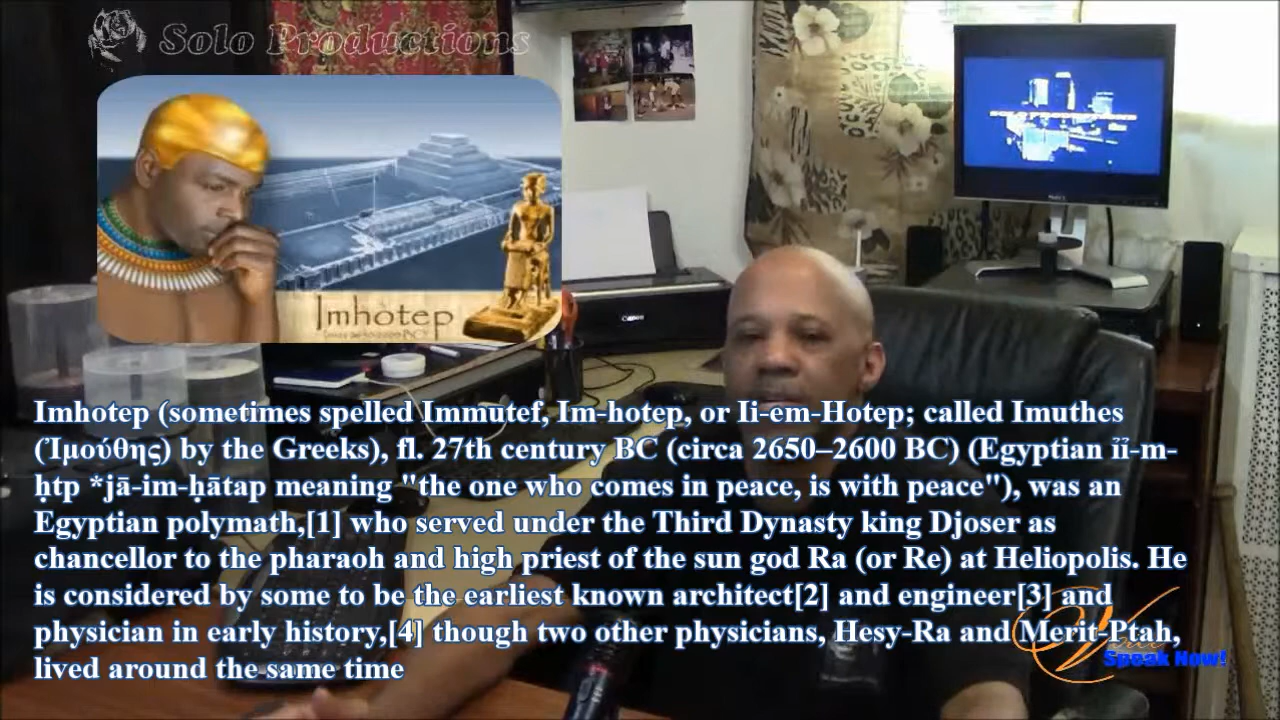 Solo Productions
Imhotep
Canon
Imhotep (sometimes spelled Immutef, Im-hotep, or Ii-em-Hotep; called Imuthes
(Ἰμούθης) by the Greeks), fl. 27th century BC (circa 2650–2600 BC) (Egyptian ỉỉ-m-
ḥtp *jā-im-ḥātap meaning "the one who comes in peace, is with peace"), was an
Egyptian polymath,[1] who served under the Third Dynasty king Djoser as
chancellor to the pharaoh and high priest of the sun god Ra (or Re) at Heliopolis. He
is considered by some to be the earliest known architect[2] and engineer[3] and
physician in early history,[4] though two other physicians, Hesy-Ra and Merit-Ptah,
lived around the same time
Speak Now!